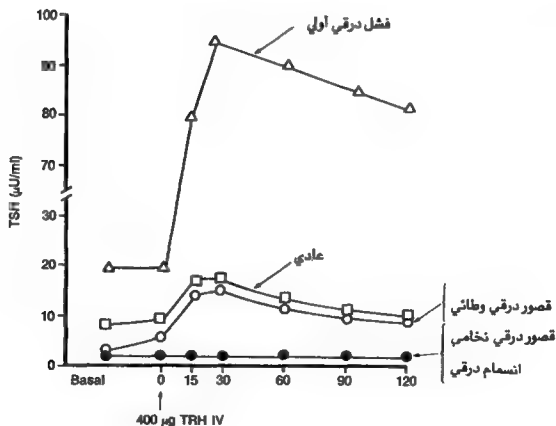 100
فشل درقي أولي
90
80
70
TSH (µU/ml)
30
عادي
20
10
قصور درقي وطائي
قصور درقي نخامي
انسمام درقي
0
Basal 0 15 30 60 90 120
400 µg TRH IV